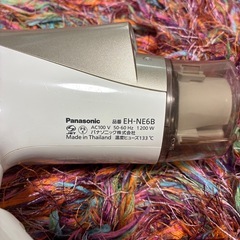 Panasonic 品番 EH-NE6B
AC100 V 50-60 Hz 1200 W
パナソニック株式会社
Made in Thailand 温度ヒューズ133℃